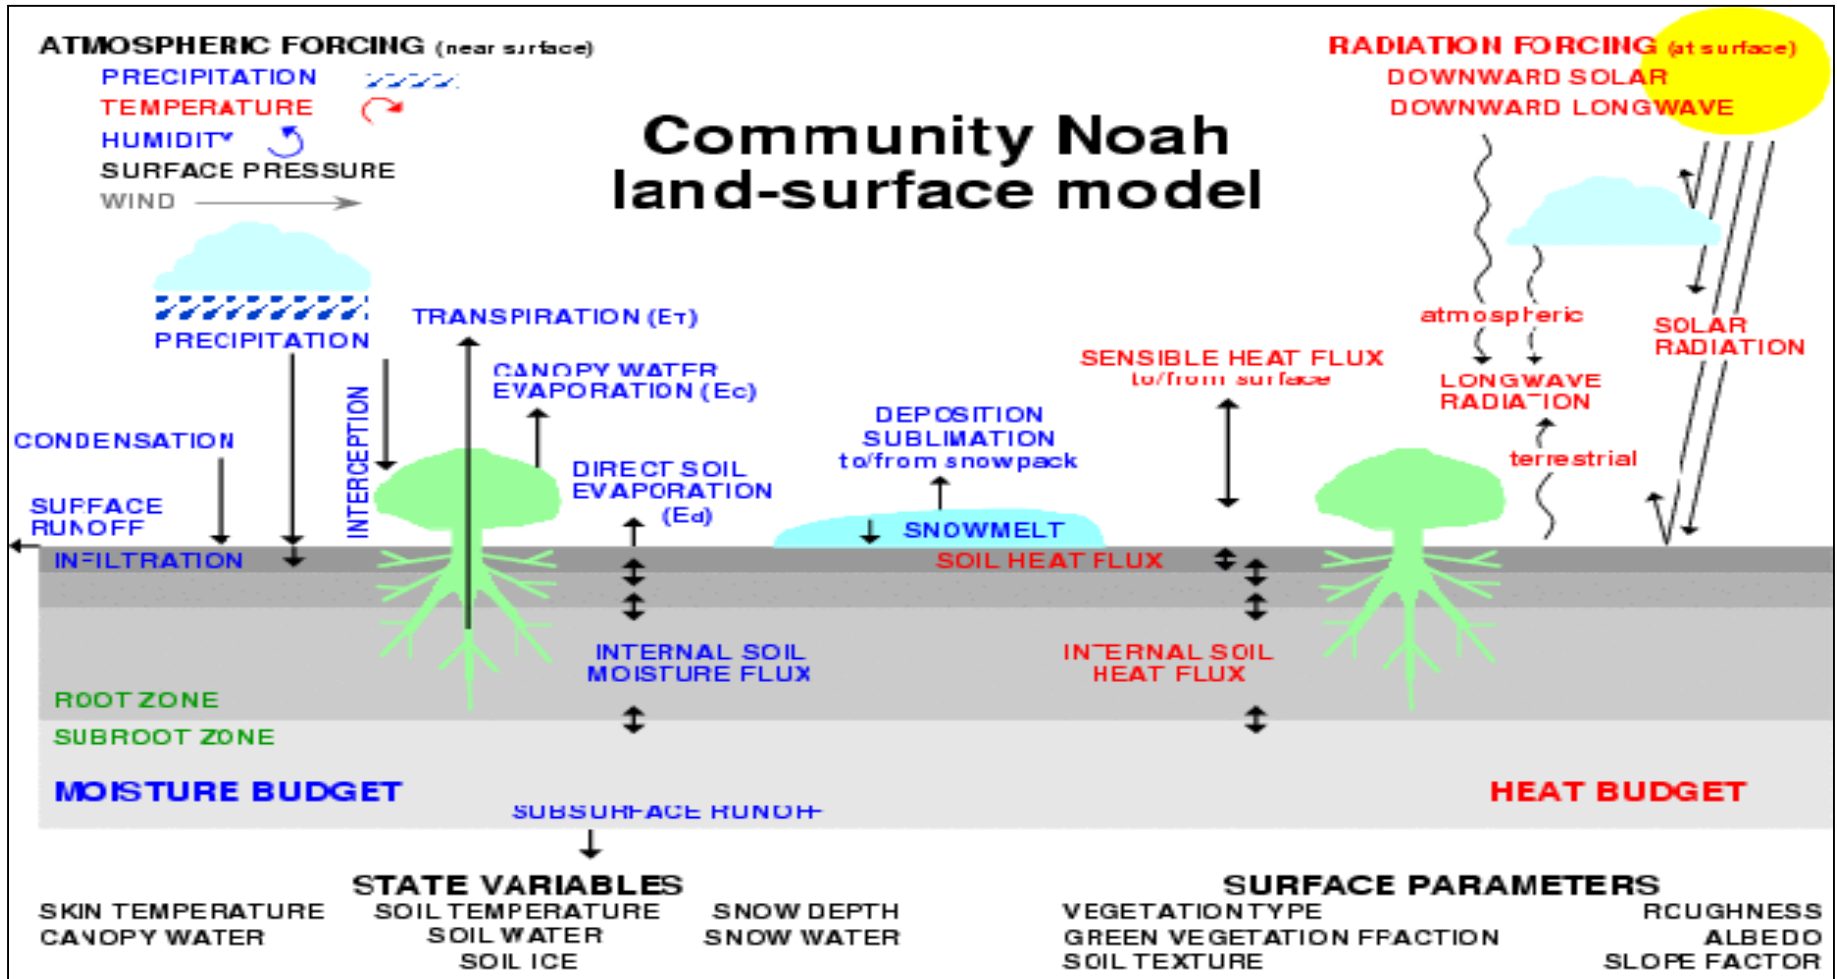 ATMOSPHERIC FORCING (near surface)
PRECIPITATION
TEMPERATURE
HUMIDITY
SURFACE PRESSURE
WIND
RADIATION FORCING (at surface)
DOWNWARD SOLAR
DOWNWARD LONGWAVE
Community Noah
land-surface model
PRECIPITATION
TRANSPIRATION (ET)
CANOPY WATER
EVAPORATION (Ec)
INTERCEPTION
CONDENSATION
SURFACE
RUNOFF
DIRECT SOIL
EVAPORATION
(Ed)
DEPOSITION
SUBLIMATION
to/from snowpack
SNOWMELT
SENSIBLE HEAT FLUX
to/from surface
atmospheric
LONGWAVE
RADIATION
terrestrial
SOLAR
RADIATION
INFILTRATION
SOIL HEAT FLUX
INTERNAL SOIL
MOISTURE FLUX
INTERNAL SOIL
HEAT FLUX
ROOT ZONE
SUBROOT ZONE
MOISTURE BUDGET
HEAT BUDGET
SUBSURFACE RUNOFF
STATE VARIABLES
SKIN TEMPERATURE
CANOPY WATER
SOIL TEMPERATURE
SOIL WATER
SOIL ICE
SNOW DEPTH
SNOW WATER
SURFACE PARAMETERS
VEGETATION TYPE
GREEN VEGETATION FRACTION
SOIL TEXTURE
ROUGHNESS
ALBEDO
SLOPE FACTOR